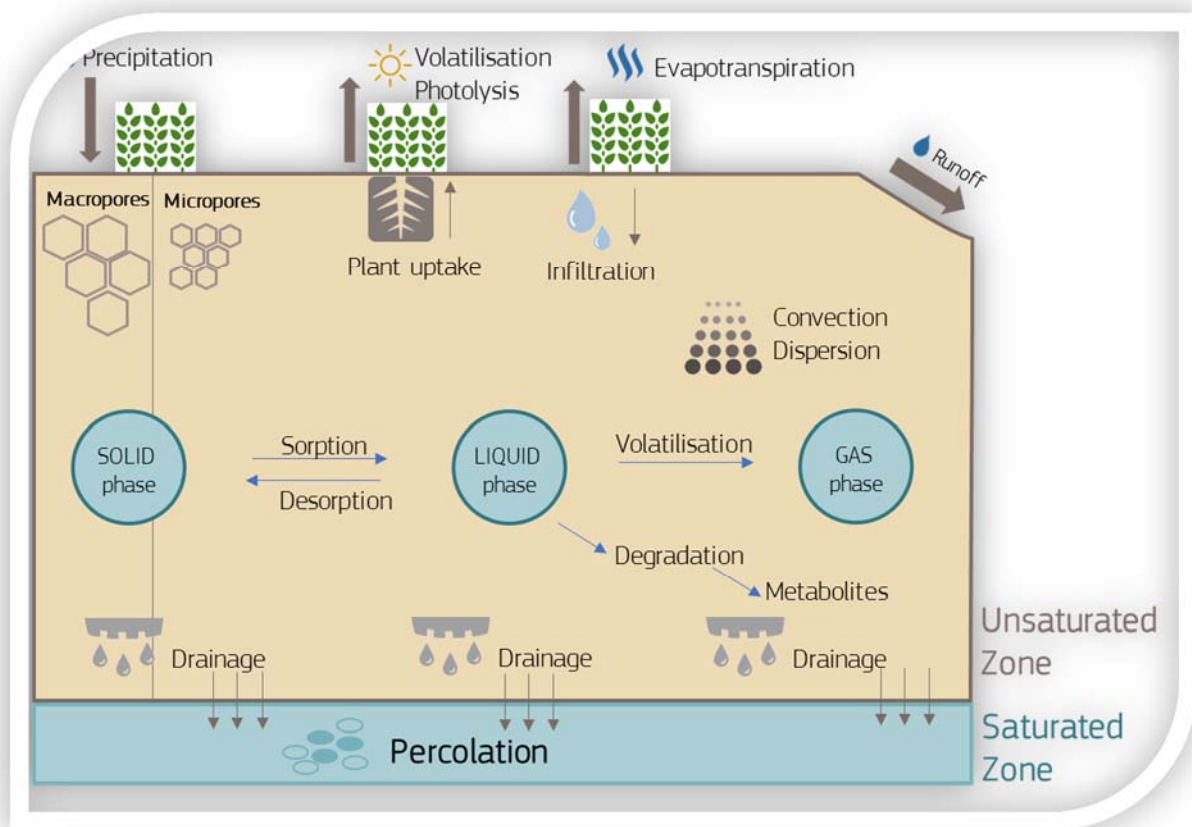 Precipitation
Volatilisation
Photolysis
Evapotranspiration
Runoff
Macropores
Micropores
Plant uptake
Infiltration
Convection
Dispersion
SOLID
phase
Sorption
Desorption
LIQUID
phase
Volatilisation
GAS
phase
Degradation
Metabolites
Drainage
Drainage
Drainage
Unsaturated
Zone
Percolation
Saturated
Zone